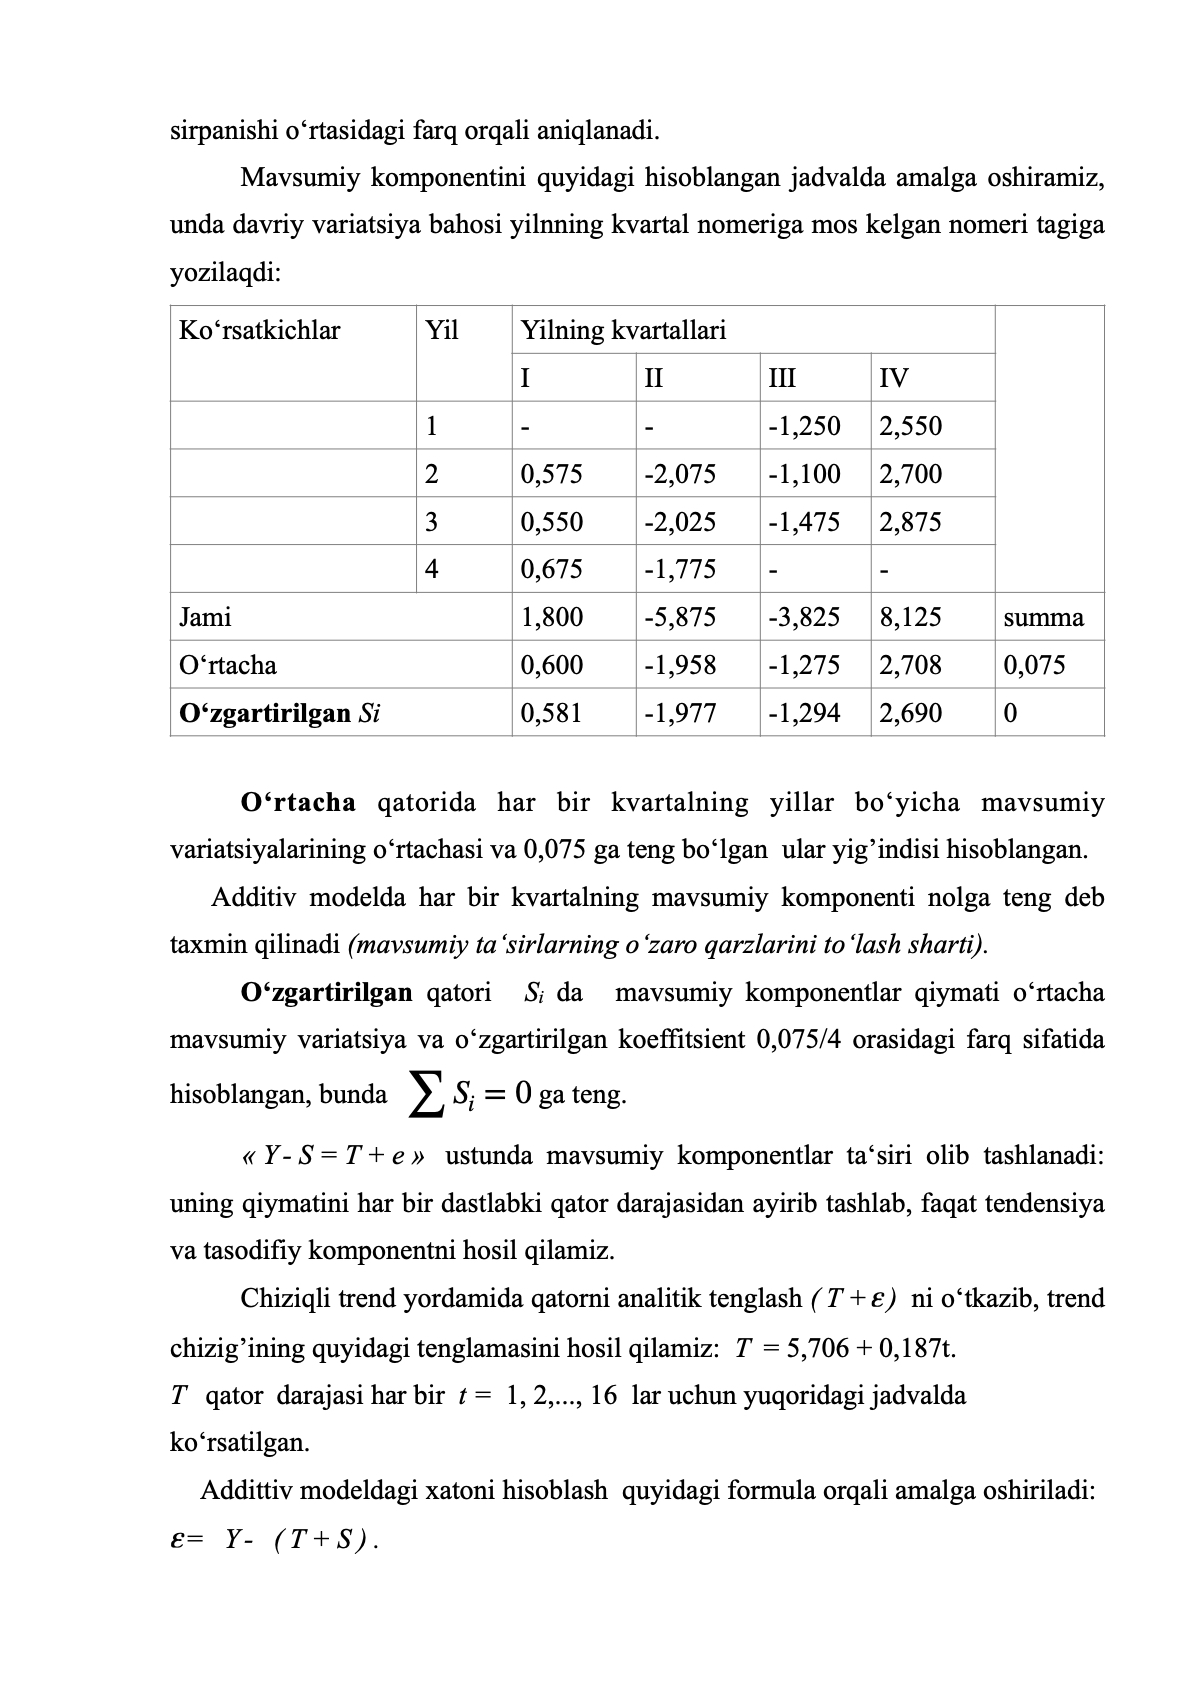 sirpanishi o‘rtasidagi farq orqali aniqlanadi.
Mavsumiy komponentini quyidagi hisoblangan jadvalda amalga oshiramiz,
unda davriy variatsiya bahosi yilnning kvartal nomeriga mos kelgan nomeri tagiga
yozilaqdi:
Ko‘rsatkichlar Yil Yilning kvartallari
I II III IV
1 - - -1,250 2,550
2 0,575 -2,075 -1,100 2,700
3 0,550 -2,025 -1,475 2,875
4 0,675 -1,775 - -
Jami 1,800 -5,875 -3,825 8,125 summa
O‘rtacha 0,600 -1,958 -1,275 2,708 0,075
O‘zgartirilgan Si 0,581 -1,977 -1,294 2,690 0
O‘rtacha qatorida har bir kvartalning yillar bo‘yicha mavsumiy
variatsiyalarining o‘rtachasi va 0,075 ga teng bo‘lgan ular yig’indisi hisoblangan.
Additiv modelda har bir kvartalning mavsumiy komponenti nolga teng deb
taxmin qilinadi (mavsumiy ta‘sirlarning o‘zaro qarzlarini to‘lash sharti).
O‘zgartirilgan qatori Si da mavsumiy komponentlar qiymati o‘rtacha
mavsumiy variatsiya va o‘zgartirilgan koeffitsient 0,075/4 orasidagi farq sifatida
hisoblangan, bunda ∑ Si = 0 ga teng.
« Y- S = T + e » ustunda mavsumiy komponentlar ta‘siri olib tashlanadi:
uning qiymatini har bir dastlabki qator darajasidan ayirib tashlab, faqat tendensiya
va tasodifiy komponentni hosil qilamiz.
Chiziqli trend yordamida qatorni analitik tenglash ( T + ε) ni o‘tkazib, trend
chizig’ining quyidagi tenglamasini hosil qilamiz: T = 5,706 + 0,187t.
T qator darajasi har bir t = 1, 2,..., 16 lar uchun yuqoridagi jadvalda
ko‘rsatilgan.
Addittiv modeldagi xatoni hisoblash quyidagi formula orqali amalga oshiriladi:
ε= Y- ( T + S ) .